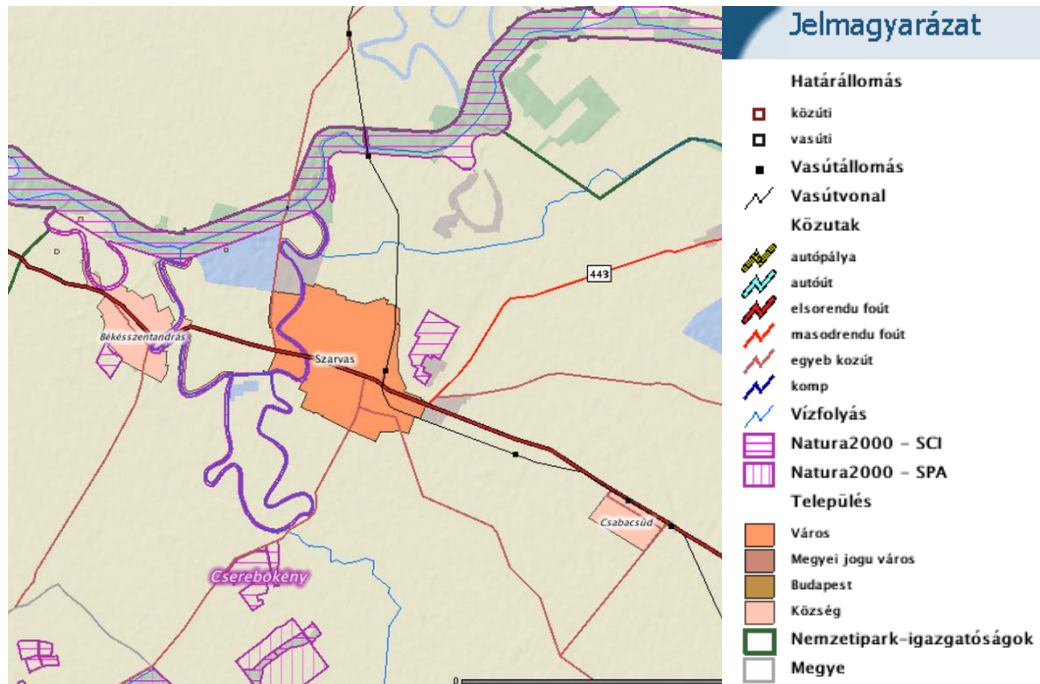 443
Békésszentandrás
Szarvas
Csabacsűd
Cserebökény
0
Jelmagyarázat
Határállomás
közúti
vasúti
Vasútállomás
Vasútvonal
Közutak
autópálya
autóút
elsorendu foút
masodrendu foút
egyeb kozút
komp
Vízfolyás
Natura2000 - SCI
Natura2000 - SPA
Település
Város
Megyei jogu város
Budapest
Község
Nemzetipark-igazgatóságok
Megye